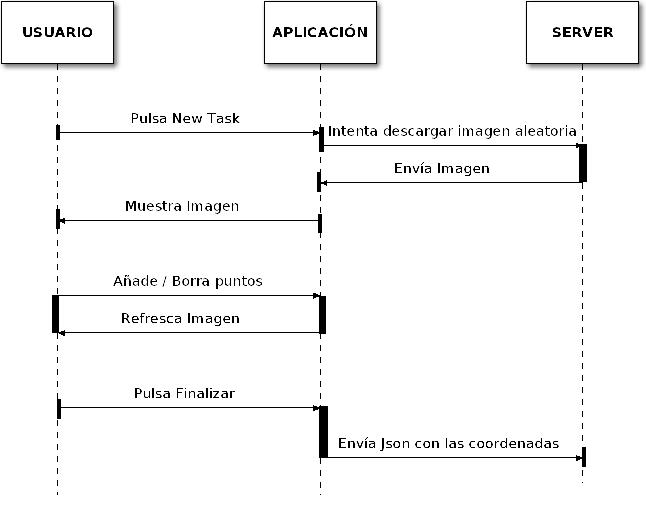 USUARIO
APLICACIÓN
SERVER
Pulsa New Task
Intenta descargar imagen aleatoria
Envía Imagen
Muestra Imagen
Añade / Borra puntos
Refresca Imagen
Pulsa Finalizar
Envía Json con las coordenadas